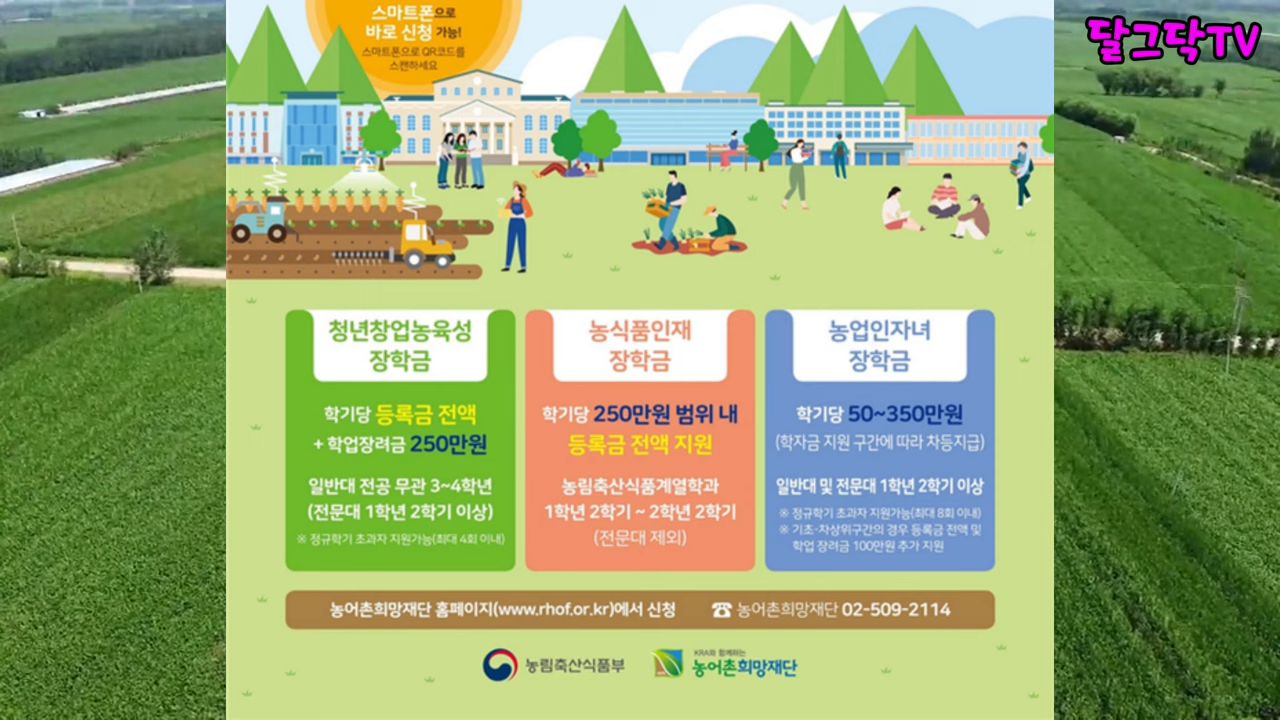 스마트폰으로
바로 신청 가능!
스마트폰으로 QR코드를
스캔하세요
달그닥TV
청년창업농육성
장학금
학기당 등록금 전액
+ 학업장려금 250만원
일반대 전공 무관 3~4학년
(전문대 1학년 2학기 이상)
※ 정규학기 초과자 지원가능(최대 4회 이내)
농식품인재
장학금
학기당 250만원 범위 내
등록금 전액 지원
농림축산식품계열학과
1학년 2학기 ~ 2학년 2학기
(전문대 제외)
농업인자녀
장학금
학기당 50~350만원
(학자금 지원 구간에 따라 차등지급)
일반대 및 전문대 1학년 2학기 이상
※ 정규학기 초과자 지원가능(최대 8회 이내)
※ 기초·차상위구간의 경우 등록금 전액 및
학업 장려금 100만원 추가 지원
농어촌희망재단 홈페이지(www.rhof.or.kr)에서 신청 ☎ 농어촌희망재단 02-509-2114
농림축산식품부
KRA와 함께하는
농어촌희망재단